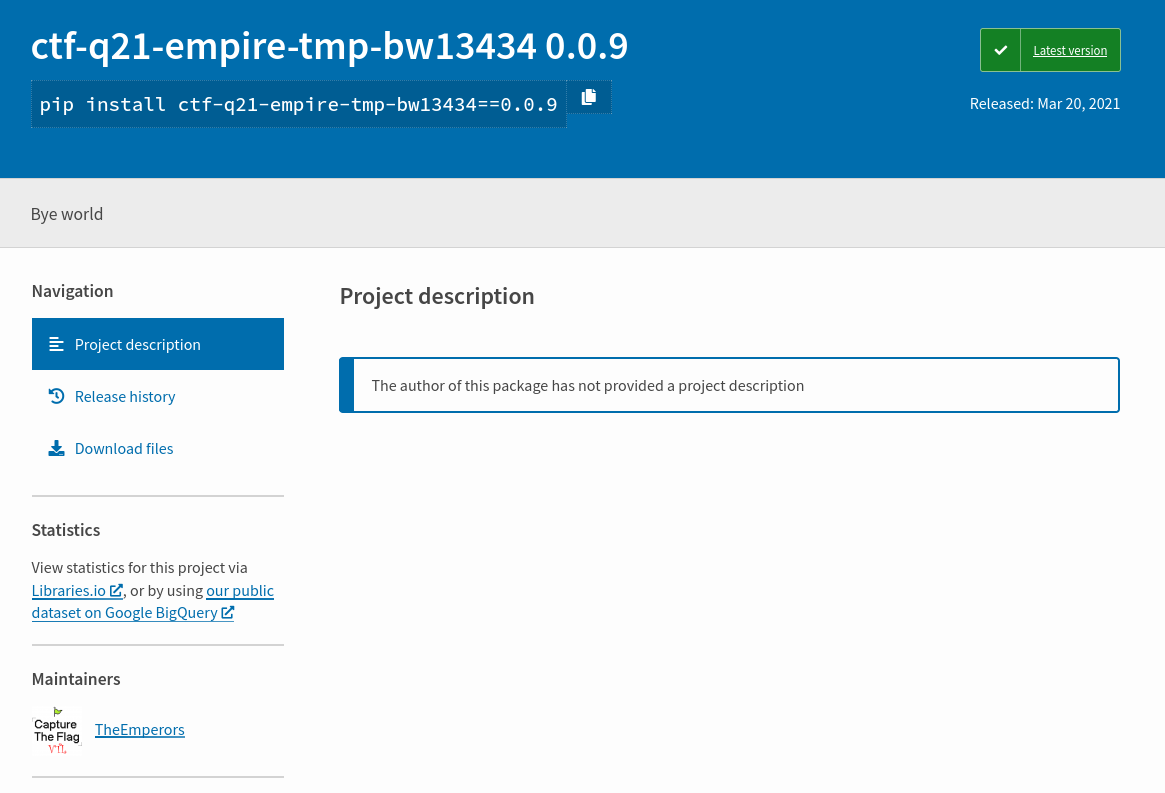 ctf-q21-empire-tmp-bw13434 0.0.9
Latest version
pip install ctf-q21-empire-tmp-bw13434==0.0.9
Released: Mar 20, 2021
Bye world
Navigation
Project description
Release history
Download files
Statistics
View statistics for this project via
Libraries.io , or by using our public
dataset on Google BigQuery
Maintainers
Capture
The Flag
TheEmperors
Project description
The author of this package has not provided a project description